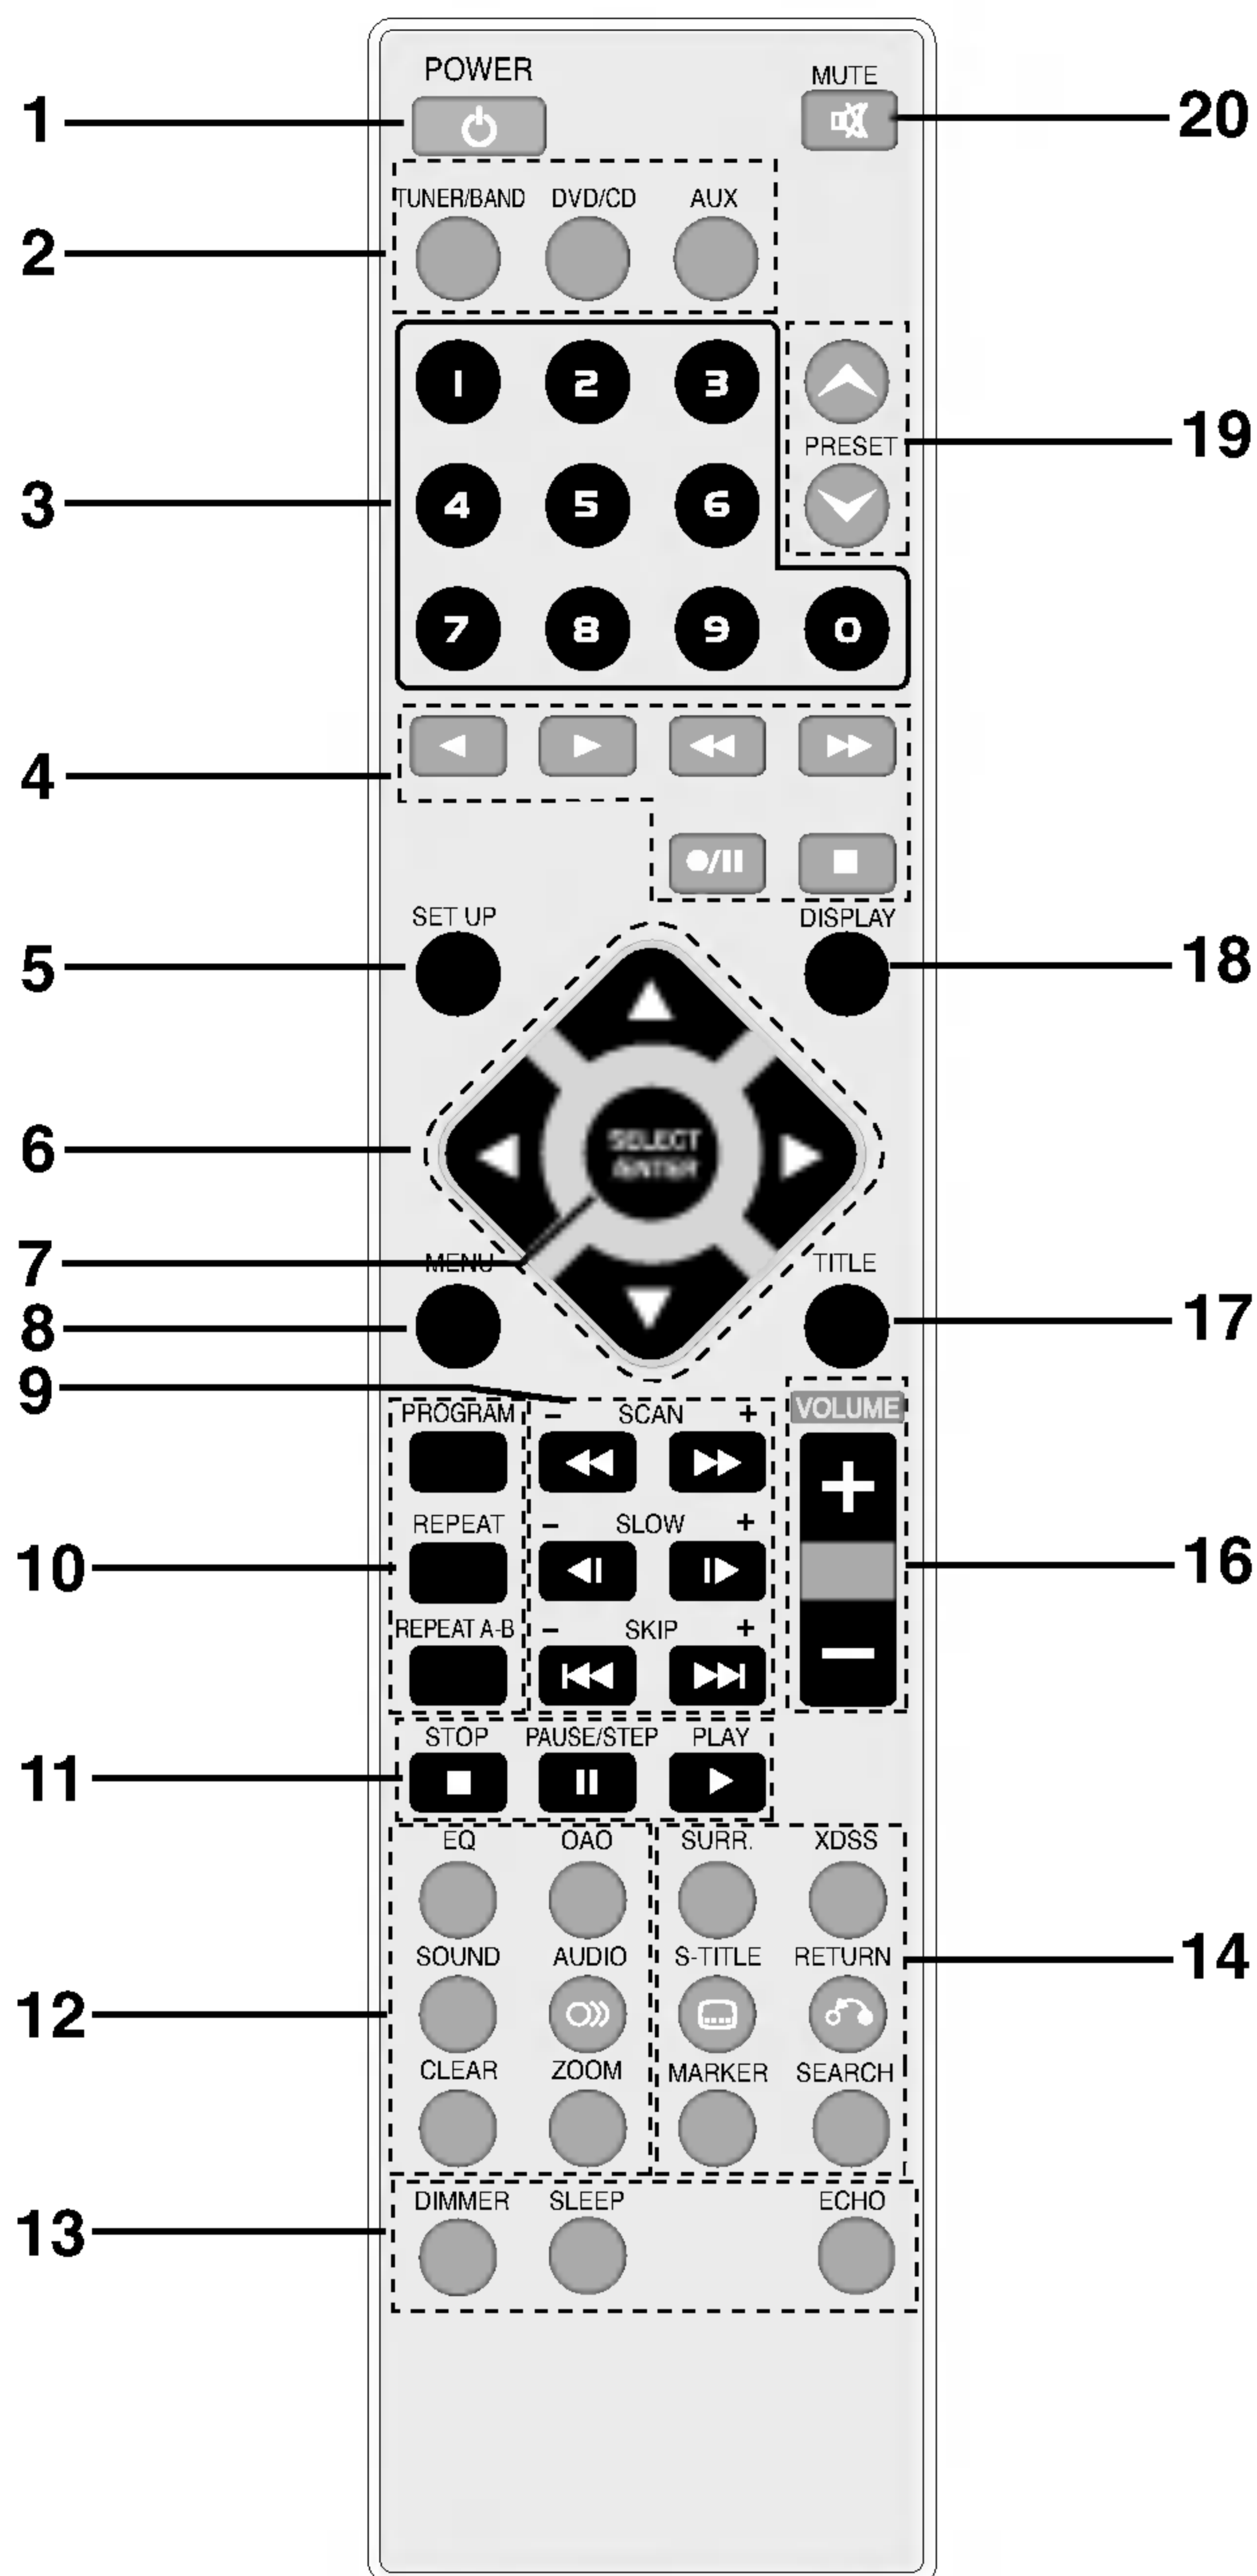 POWER
MUTE
1
20
TUNER/BAND DVD/CD AUX
2
1 2 3
PRESET
19
3
4 5 6
7 8 9 0
4
SET UP
DISPLAY
5
18
6
SELECT
/ENTER
7
MENU
TITLE
8
17
9
PROGRAM
– SCAN +
VOLUME
+
REPEAT
– SLOW +
10
16
REPEAT A-B
– SKIP +
–
STOP PAUSE/STEP PLAY
11
EQ OAO SURR. XDSS
SOUND AUDIO S-TITLE RETURN
14
12
CLEAR ZOOM MARKER SEARCH
DIMMER SLEEP ECHO
13